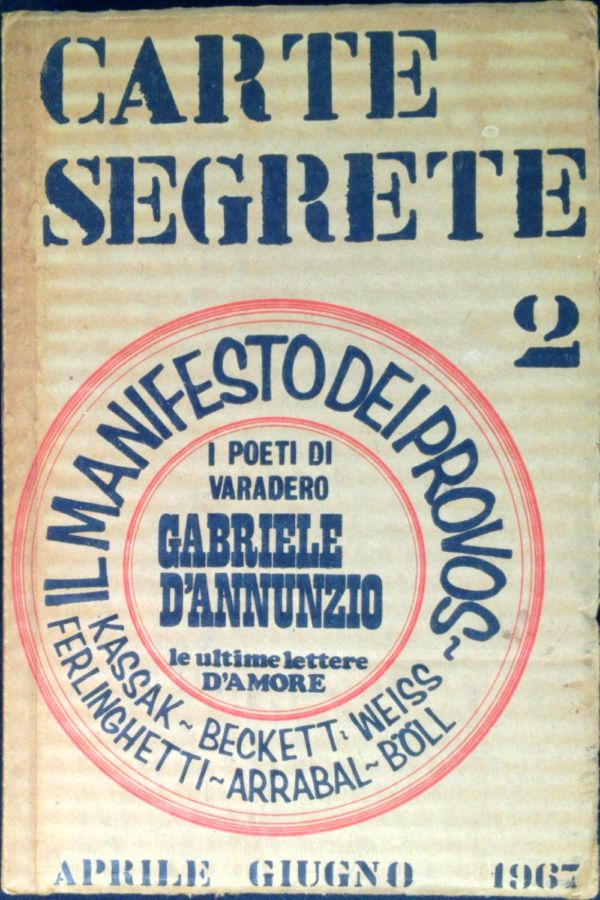 CARTE
SEGRETE
2
IL MANIFESTO DEI PROVOS~
I POETI DI
VARADERO
GABRIELE
D'ANNUNZIO
le ultime lettere
D'AMORE
KASSAK~BECKETT~WEISS
FERLINGHETTI~ARRABAL~BÖLL
APRILE GIUGNO 1967